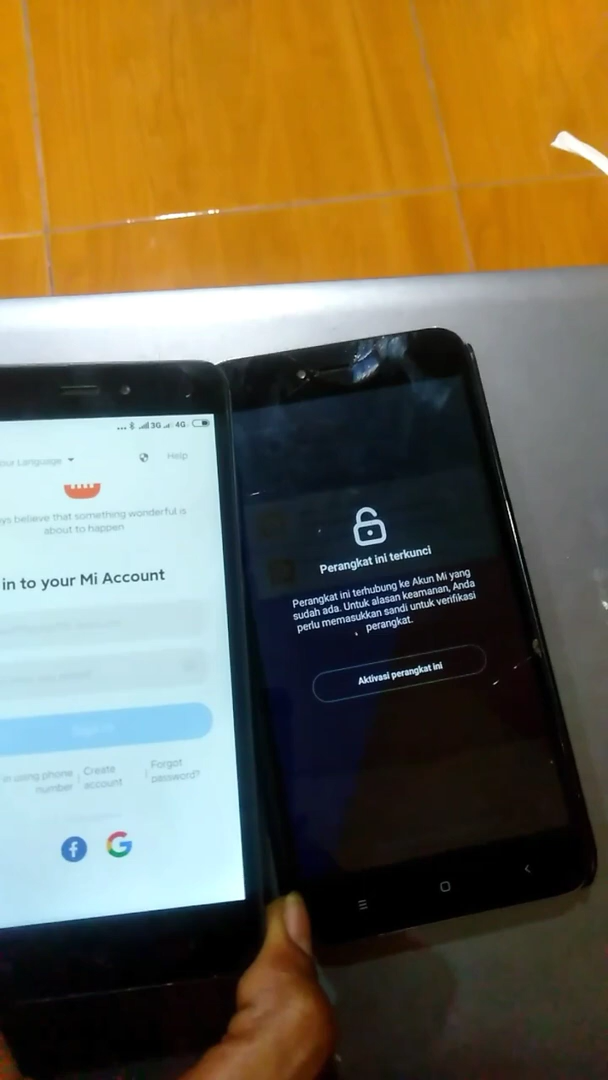 3G 4G
our Language
Help
ys believe that something wonderful is
about to happen
in to your Mi Account
in using phone
number
Create
account
Forgot
password?
Perangkat ini terkunci
Perangkat ini terhubung ke Akun Mi yang
sudah ada. Untuk alasan keamanan, Anda
perlu memasukkan sandi untuk verifikasi
perangkat.
Aktivasi perangkat ini